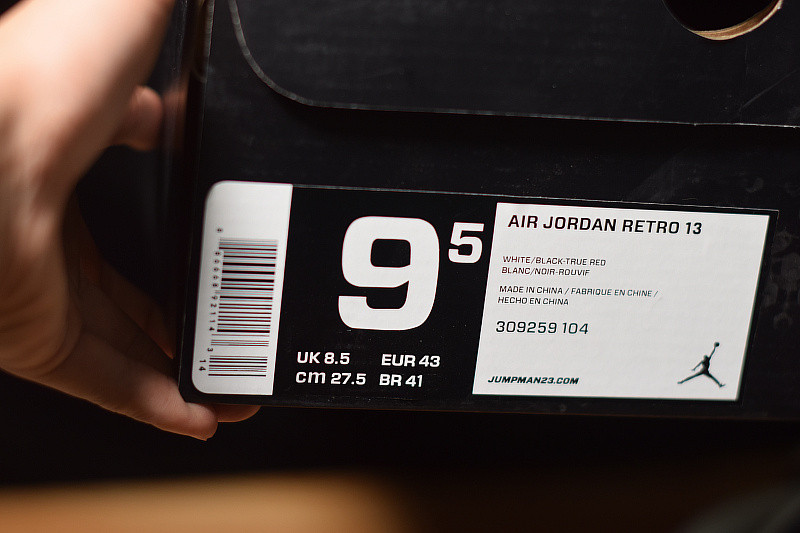 9 5
UK 8.5 EUR 43
cm 27.5 BR 41
AIR JORDAN RETRO 13
WHITE/BLACK-TRUE RED
BLANC/NOIR-ROUVIF
MADE IN CHINA / FABRIQUE EN CHINE /
HECHO EN CHINA
309259 104
JUMPMAN23.COM